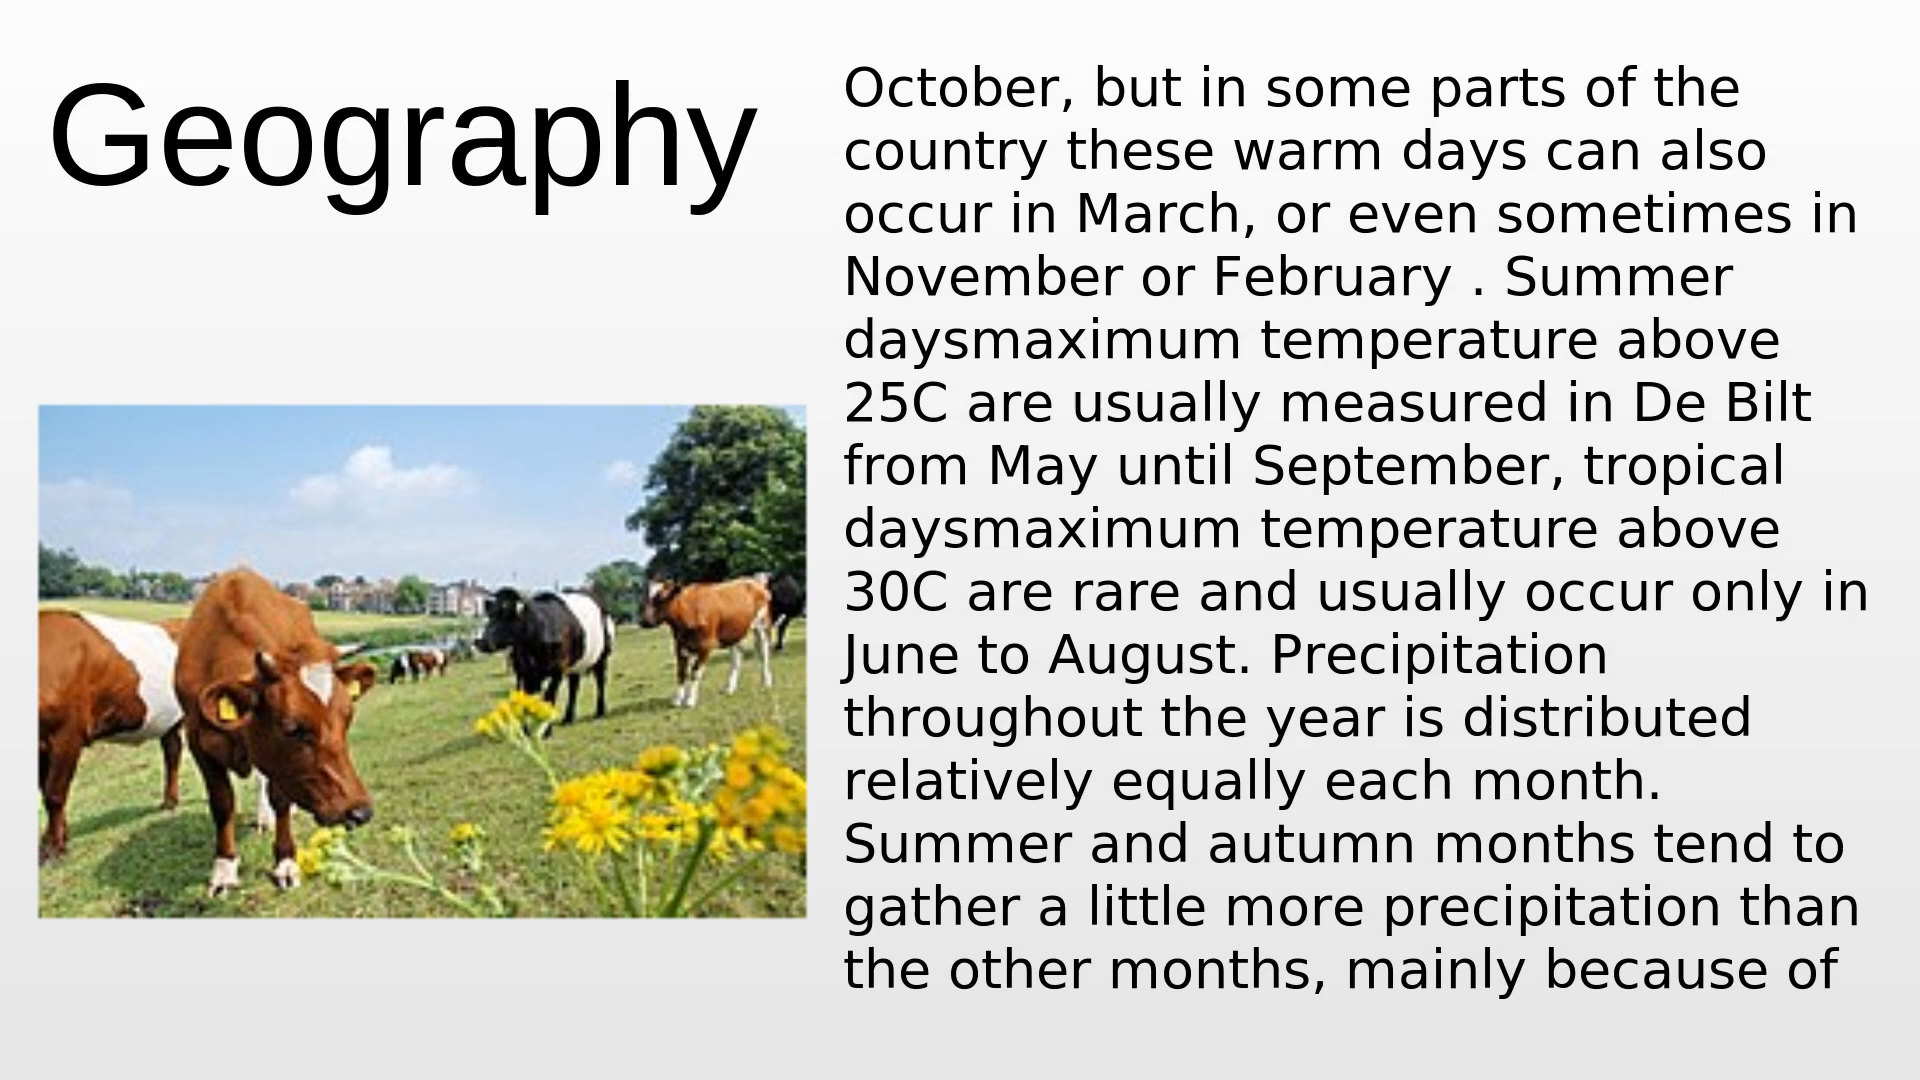 Geography
October, but in some parts of the
country these warm days can also
occur in March, or even sometimes in
November or February . Summer
daysmaximum temperature above
25C are usually measured in De Bilt
from May until September, tropical
daysmaximum temperature above
30C are rare and usually occur only in
June to August. Precipitation
throughout the year is distributed
relatively equally each month.
Summer and autumn months tend to
gather a little more precipitation than
the other months, mainly because of